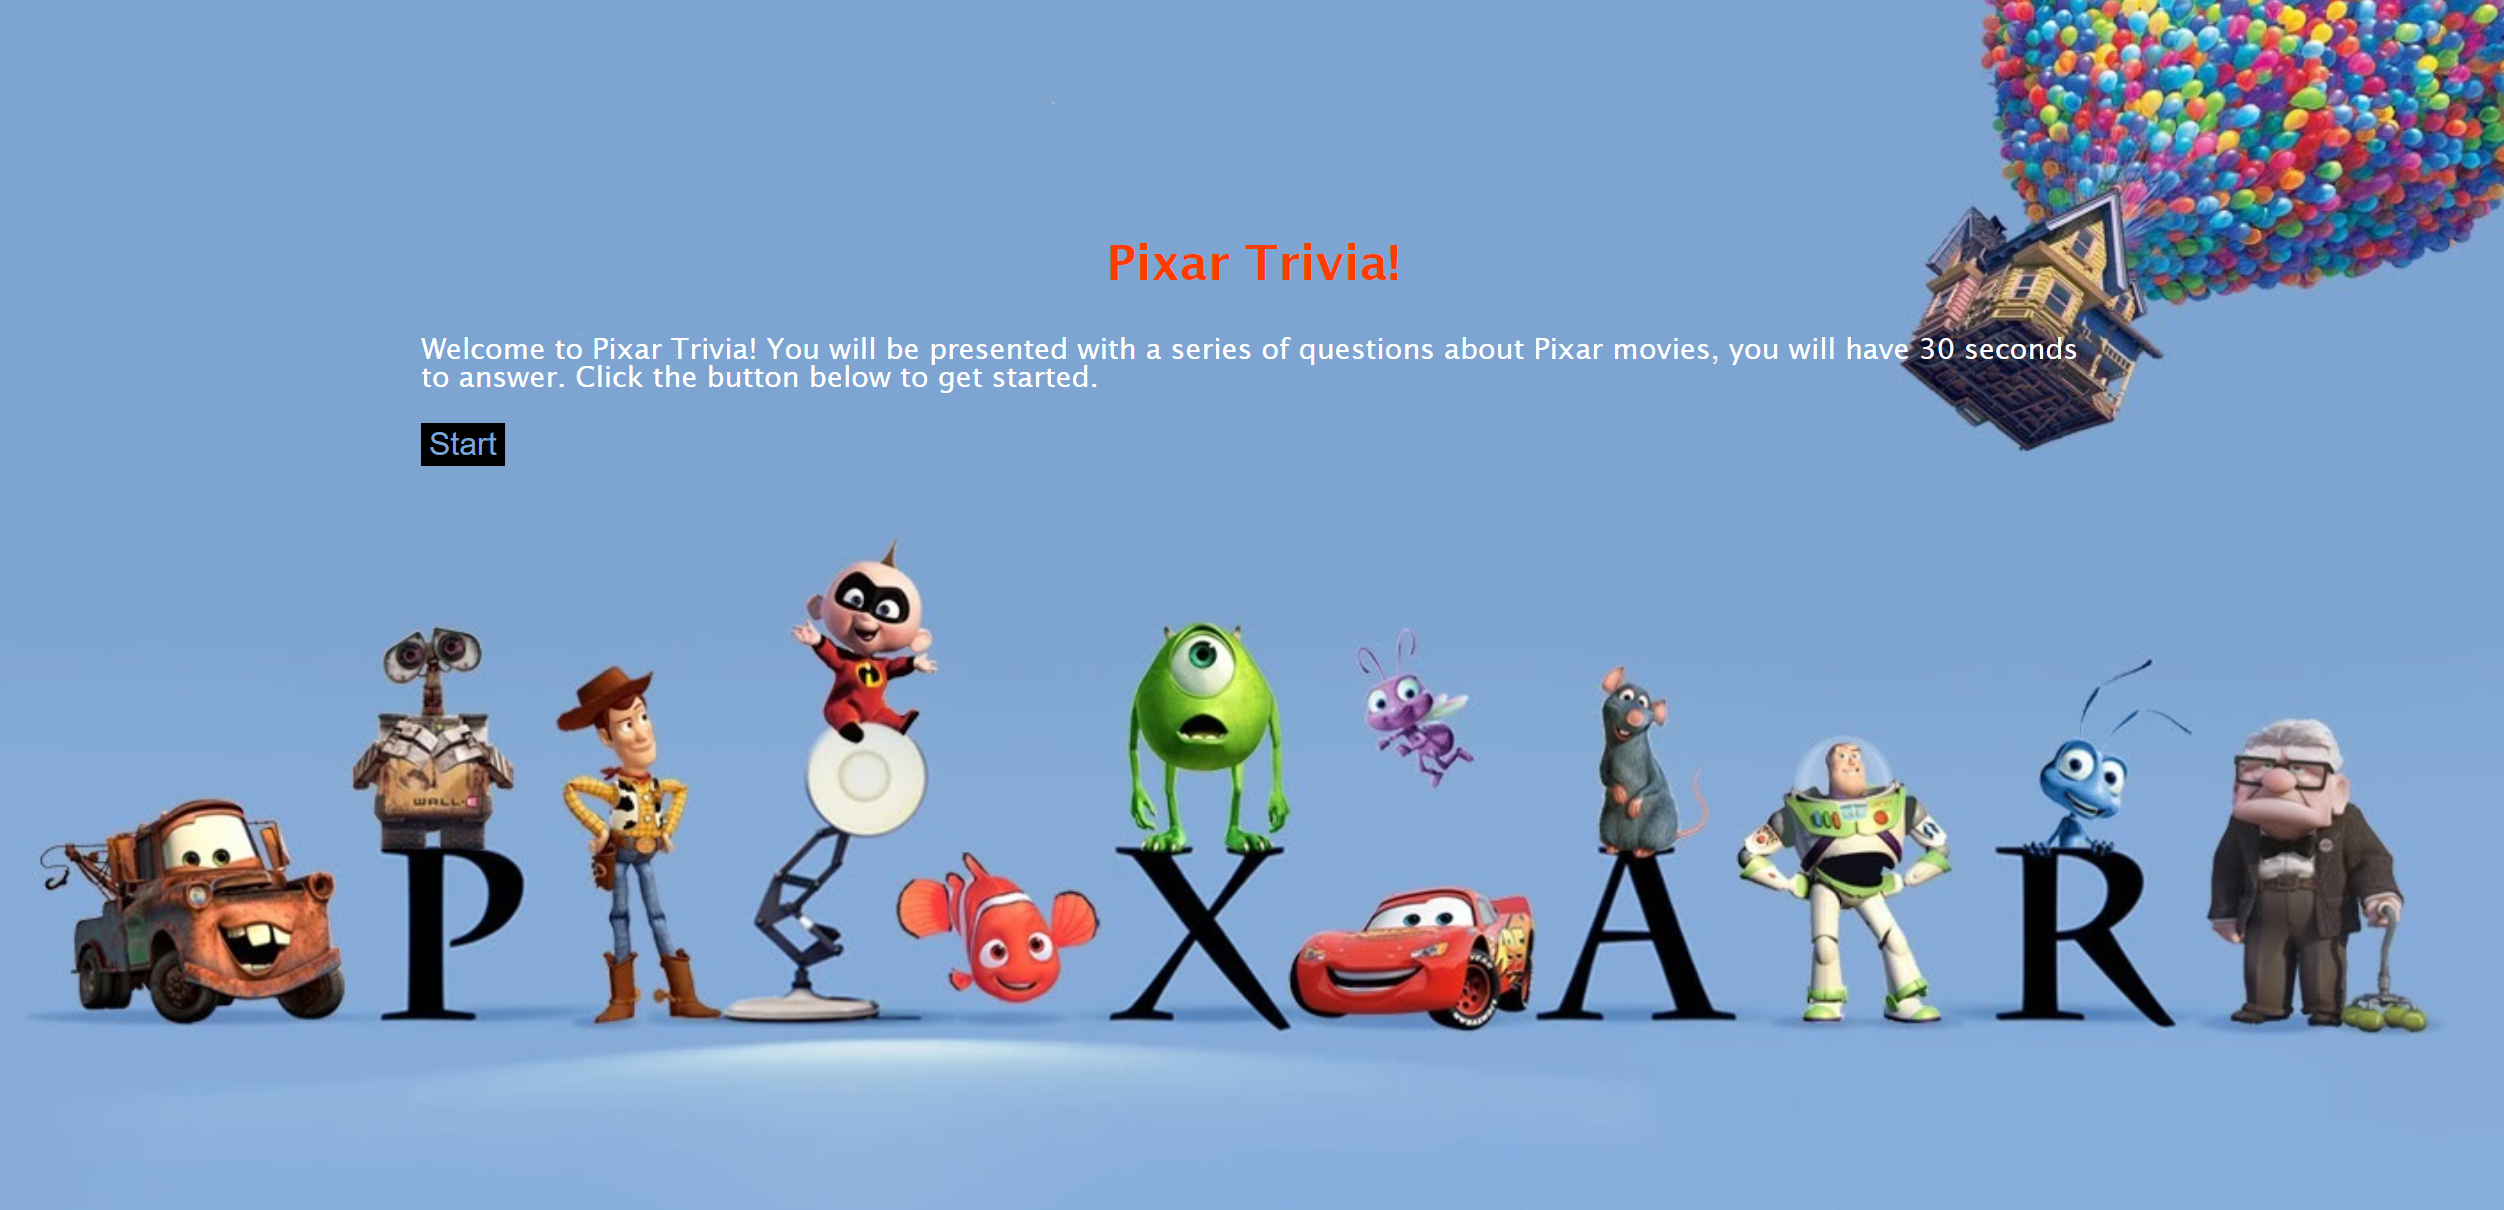 Pixar Trivia!
Welcome to Pixar Trivia! You will be presented with a series of questions about Pixar movies, you will have 30 seconds
to answer. Click the button below to get started.
Start
WALL·E
P X A R